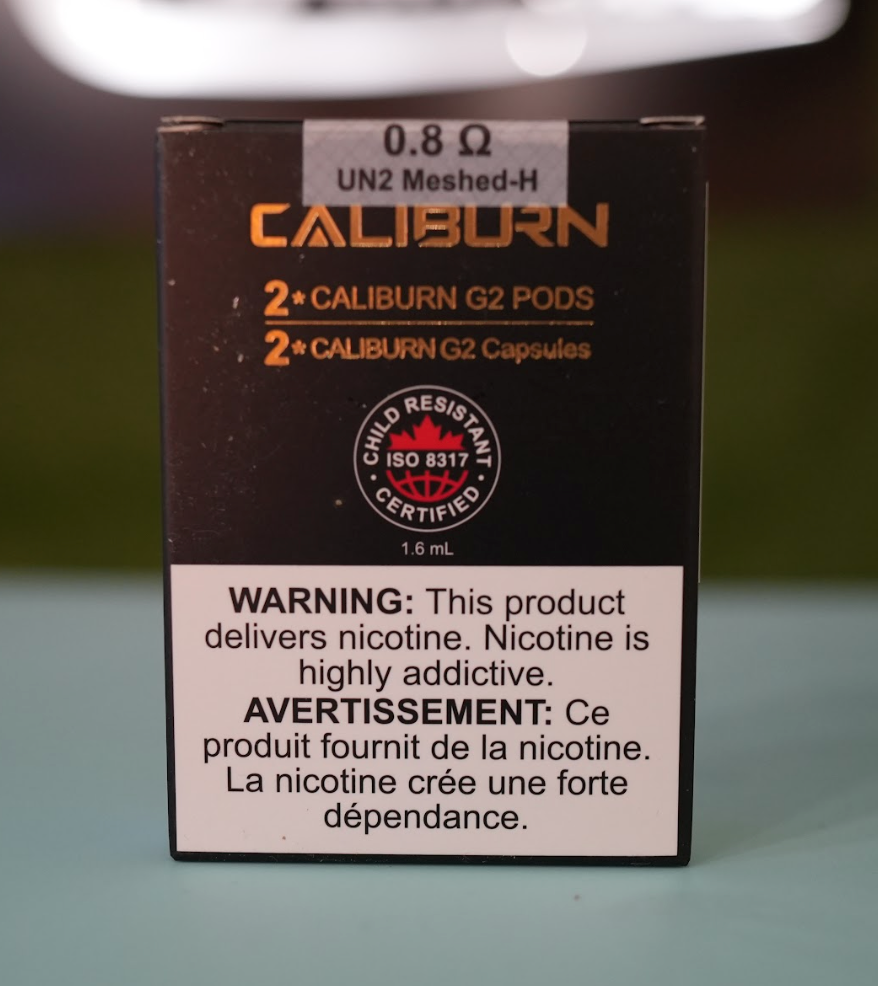 0.8 Ω
UN2 Meshed-H
CALIBURN
2* CALIBURN G2 PODS
2* CALIBURN G2 Capsules
CHILD RESISTANT
ISO 8317
• CERTIFIED •
1.6 mL
WARNING: This product
delivers nicotine. Nicotine is
highly addictive.
AVERTISSEMENT: Ce
produit fournit de la nicotine.
La nicotine crée une forte
dépendance.